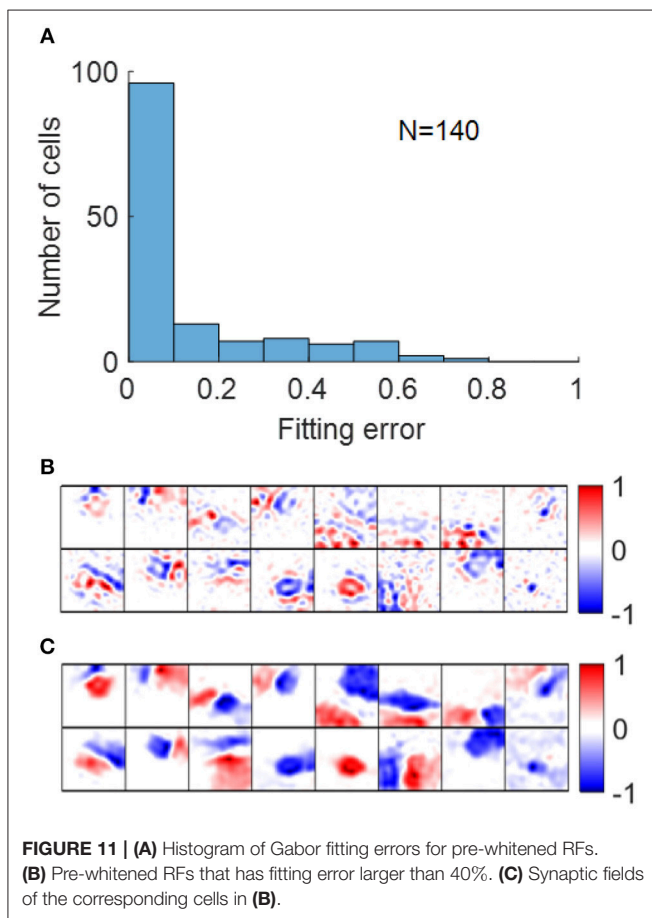 A
100
50
0
Number of cells
N=140
0 0.2 0.4 0.6 0.8 1
Fitting error
B
1
0
-1
C
1
0
-1
FIGURE 11 | (A) Histogram of Gabor fitting errors for pre-whitened RFs.
(B) Pre-whitened RFs that has fitting error larger than 40%. (C) Synaptic fields
of the corresponding cells in (B).